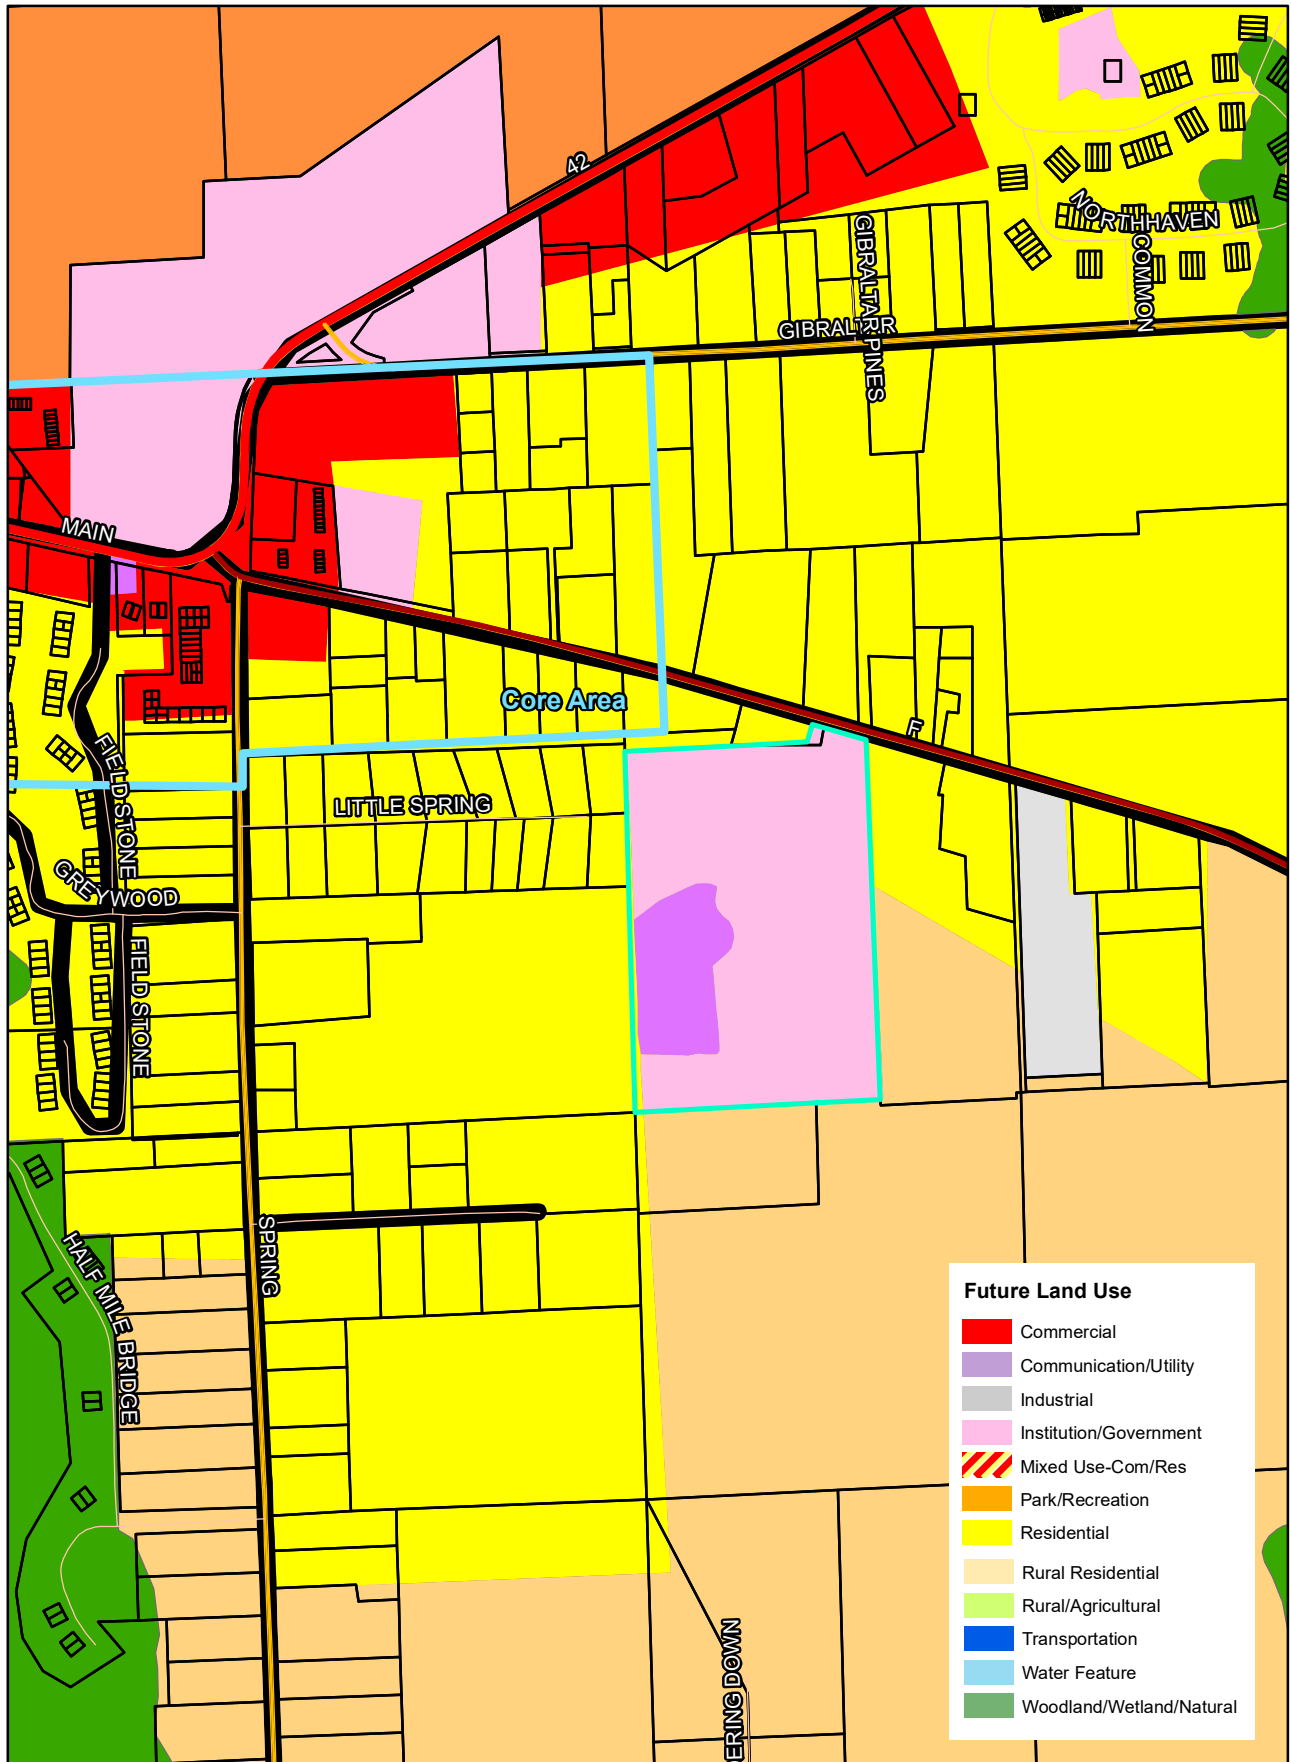 42
NORTHHAVEN
COMMON
GIBRALTAR PINES
MAIN
Core Area
F
LITTLE SPRING
FIELD STONE
GREYWOOD
FIELD STONE
SPRING
HALF MILE BRIDGE
ERING DOWN
Future Land Use
Commercial
Communication/Utility
Industrial
Institution/Government
Mixed Use-Com/Res
Park/Recreation
Residential
Rural Residential
Rural/Agricultural
Transportation
Water Feature
Woodland/Wetland/Natural